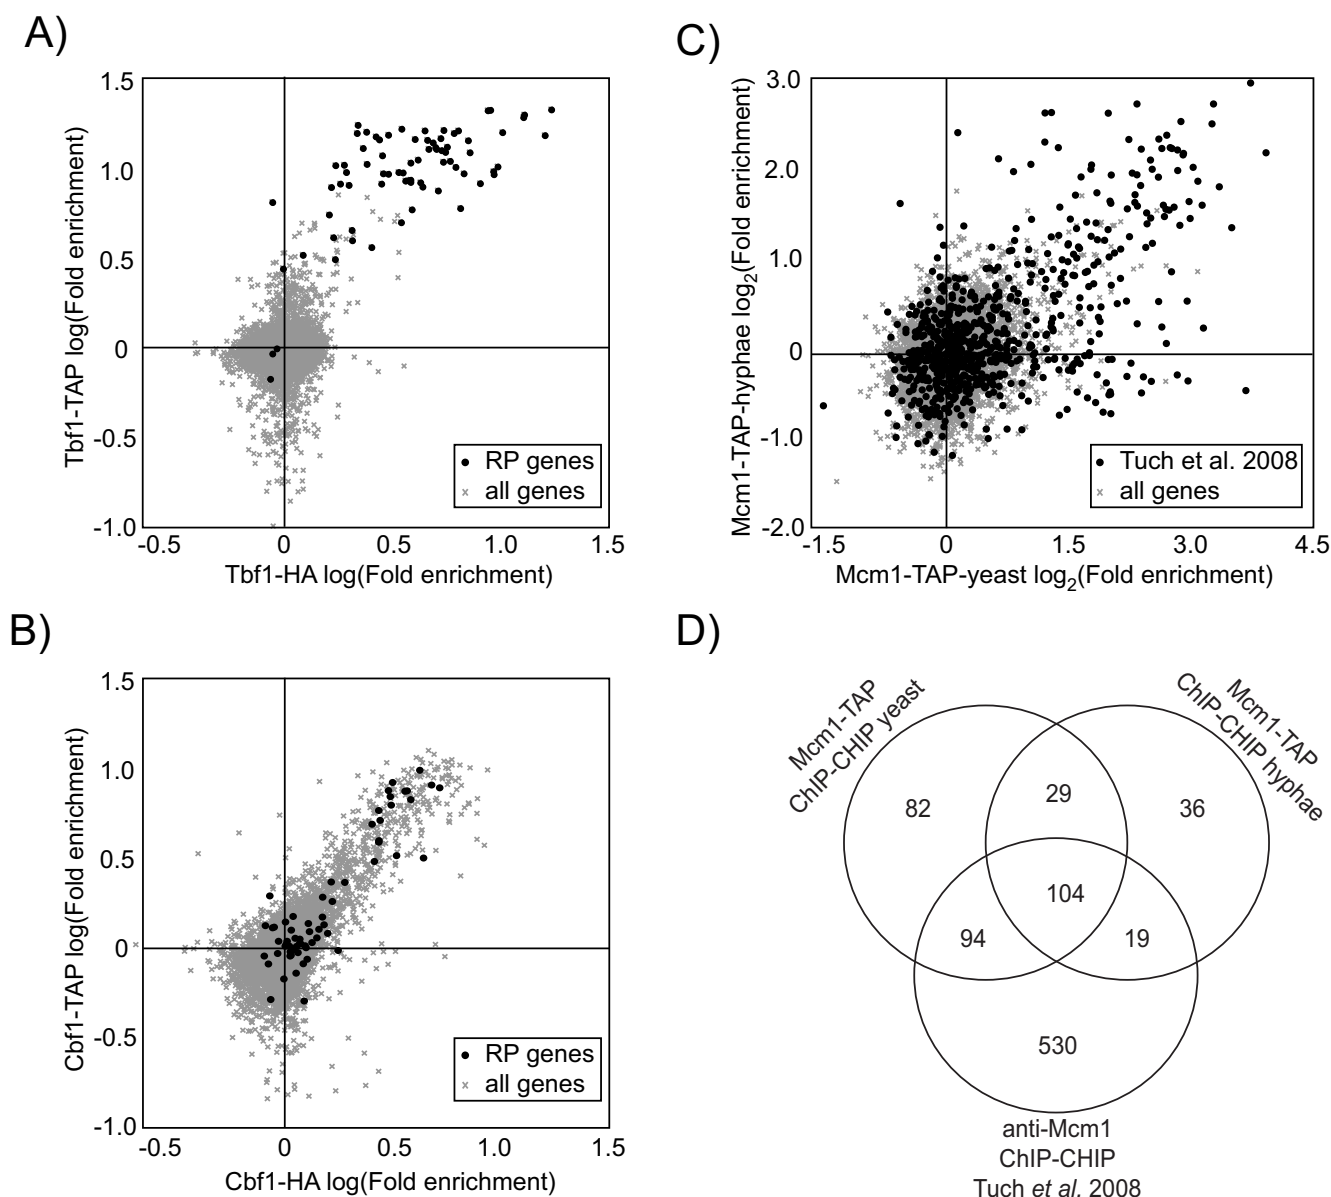 A)
1.5
1.0
0.5
0
-0.5
-1.0
Tbf1-TAP log(Fold enrichment)
RP genes
all genes
-0.5 0 0.5 1.0 1.5
Tbf1-HA log(Fold enrichment)
C)
3.0
2.0
1.0
0
-1.0
-2.0
Mcm1-TAP-hyphae log2(Fold enrichment)
Tuch et al. 2008
all genes
-1.5 0 1.5 3.0 4.5
Mcm1-TAP-yeast log2(Fold enrichment)
B)
1.5
1.0
0.5
0
-0.5
-1.0
Cbf1-TAP log(Fold enrichment)
RP genes
all genes
-0.5 0 0.5 1.0 1.5
Cbf1-HA log(Fold enrichment)
D)
Mcm1-TAP
ChIP-CHIP yeast
Mcm1-TAP
ChIP-CHIP hyphae
82
29
36
104
94
19
530
anti-Mcm1
ChIP-CHIP
Tuch et al. 2008